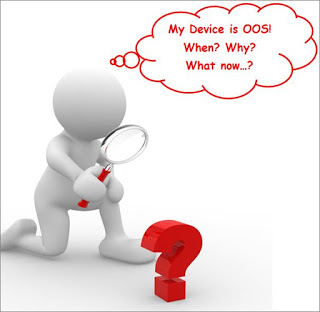 My Device is OOS!
When? Why?
What now...?
?